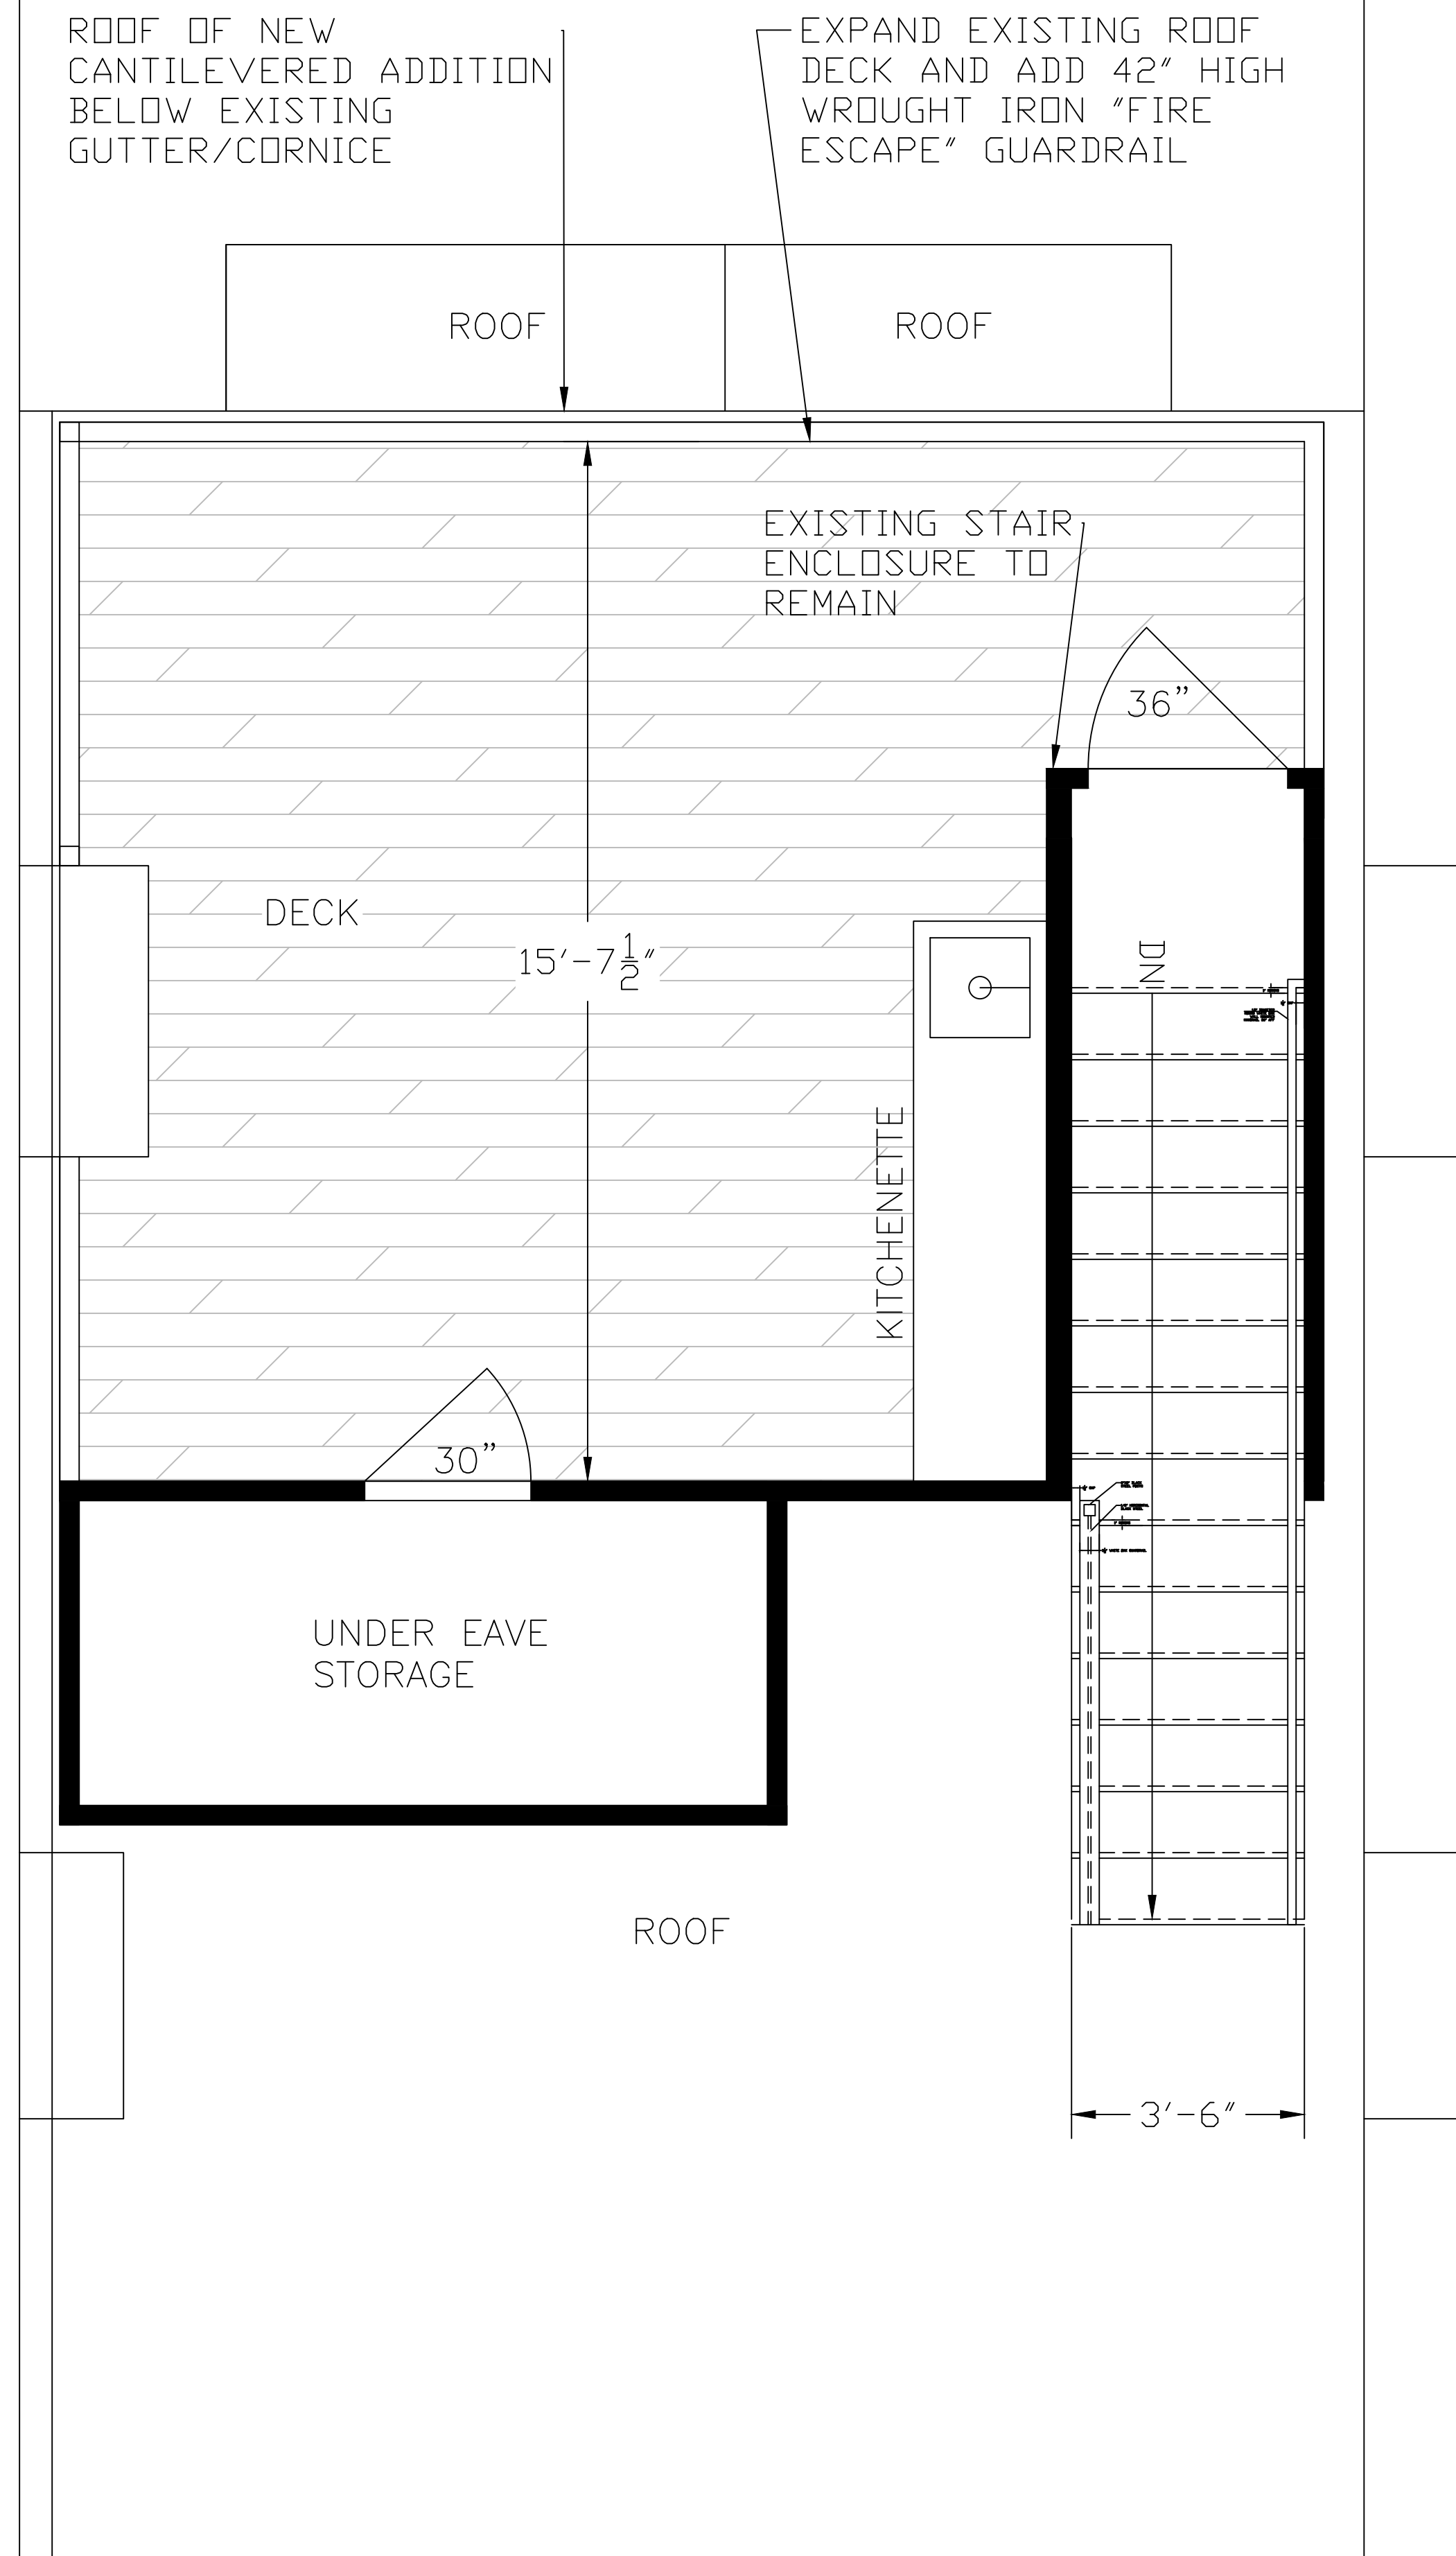 ROOF OF NEW
CANTILEVERED ADDITION
BELOW EXISTING
GUTTER/CORNICE
EXPAND EXISTING ROOF
DECK AND ADD 42" HIGH
WROUGHT IRON "FIRE
ESCAPE" GUARDRAIL
ROOF
ROOF
EXISTING STAIR
ENCLOSURE TO
REMAIN
36"
DECK
15'-7 1/2"
DN
KITCHENETTE
30"
UNDER EAVE
STORAGE
ROOF
3'-6"